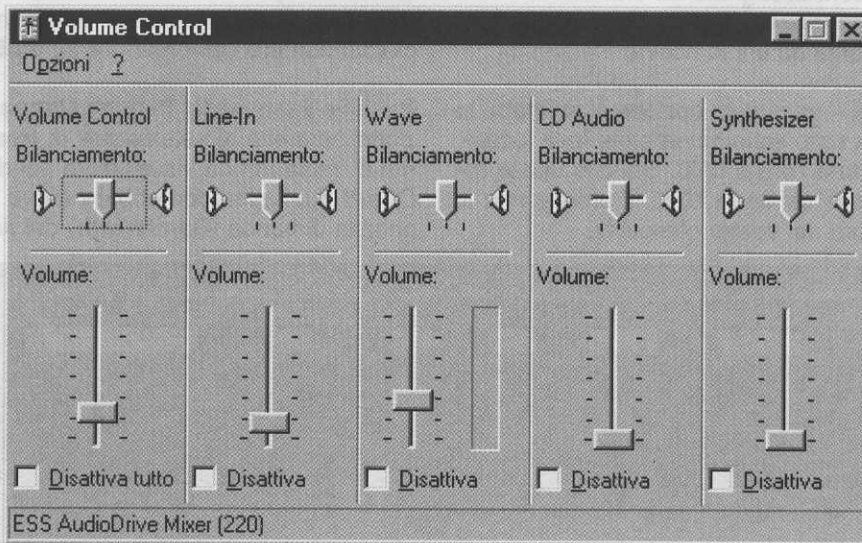 Volume Control
Opzioni ?
Volume Control
Bilanciamento:
Volume:
Disattiva tutto
Line-In
Bilanciamento:
Volume:
Disattiva
Wave
Bilanciamento:
Volume:
Disattiva
CD Audio
Bilanciamento:
Volume:
Disattiva
Synthesizer
Bilanciamento:
Volume:
Disattiva
ESS AudioDrive Mixer (220)